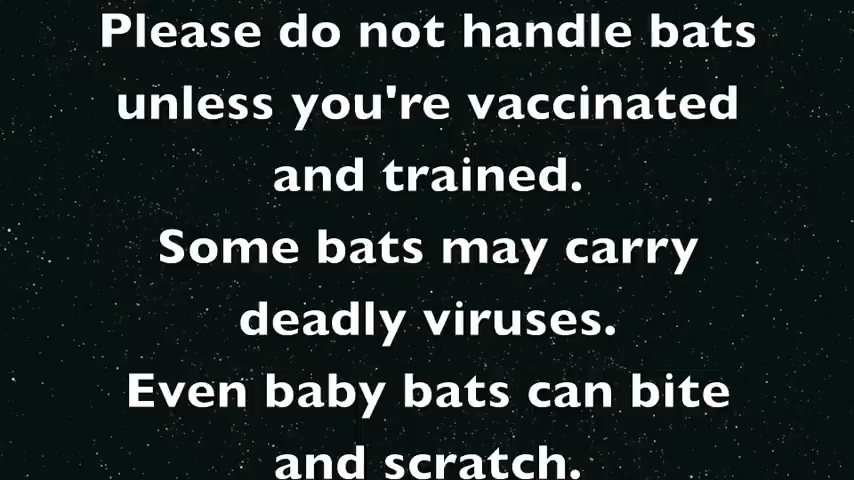 Please do not handle bats
unless you're vaccinated
and trained.
Some bats may carry
deadly viruses.
Even baby bats can bite
and scratch.